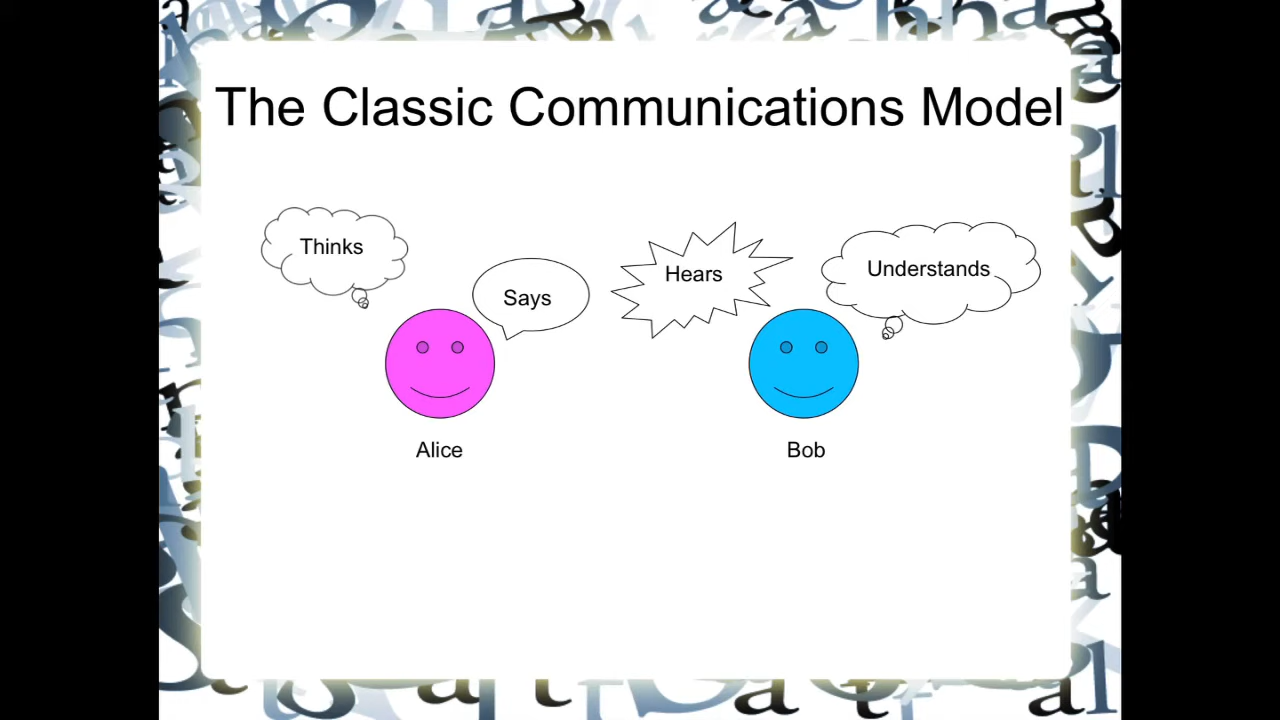 The Classic Communications Model
Thinks
Says
Hears
Understands
Alice
Bob